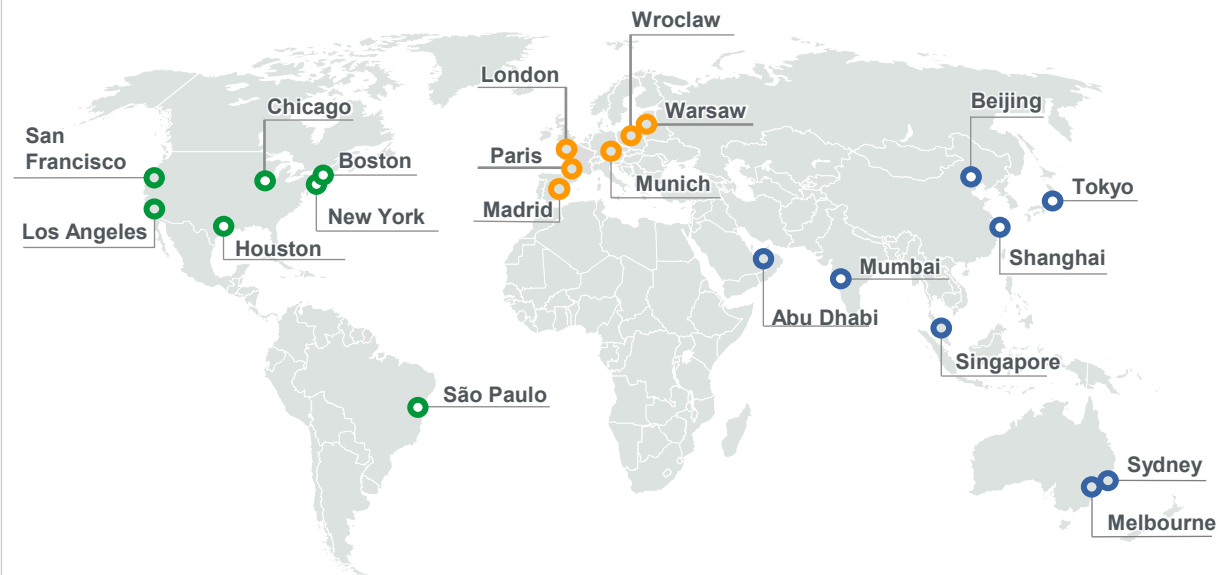 Wroclaw
London
Chicago
Warsaw
Beijing
San
Francisco
Boston
Paris
Munich
Tokyo
Madrid
New York
Los Angeles
Houston
Shanghai
Mumbai
Abu Dhabi
Singapore
São Paulo
Sydney
Melbourne